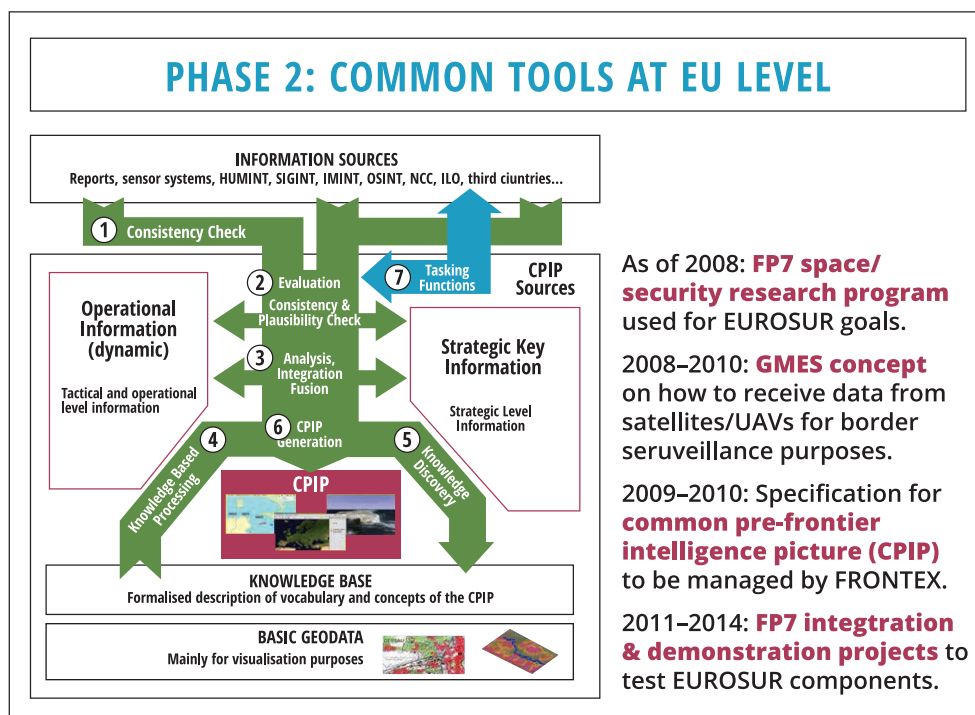 PHASE 2: COMMON TOOLS AT EU LEVEL
INFORMATION SOURCES
Reports, sensor systems, HUMINT, SIGINT, IMINT, OSINT, NCC, ILO, third ciuntries...
1 Consistency Check
2 Evaluation
Consistency &
Plausibility Check
7 Tasking
Functions
CPIP
Sources
Operational
Information
(dynamic)
Tactical and operational
level information
3 Analysis,
Integration
Fusion
Strategic Key
Information
Strategic Level
Information
6 CPIP
Generation
4 Knowledge Based
Processing
5 Knowledge
Discovery
CPIP
KNOWLEDGE BASE
Formalised description of vocabulary and concepts of the CPIP
BASIC GEODATA
Mainly for visualisation purposes
As of 2008: FP7 space/
security research program
used for EUROSUR goals.
2008–2010: GMES concept
on how to receive data from
satellites/UAVs for border
seruveillance purposes.
2009–2010: Specification for
common pre-frontier
intelligence picture (CPIP)
to be managed by FRONTEX.
2011–2014: FP7 integtration
& demonstration projects to
test EUROSUR components.